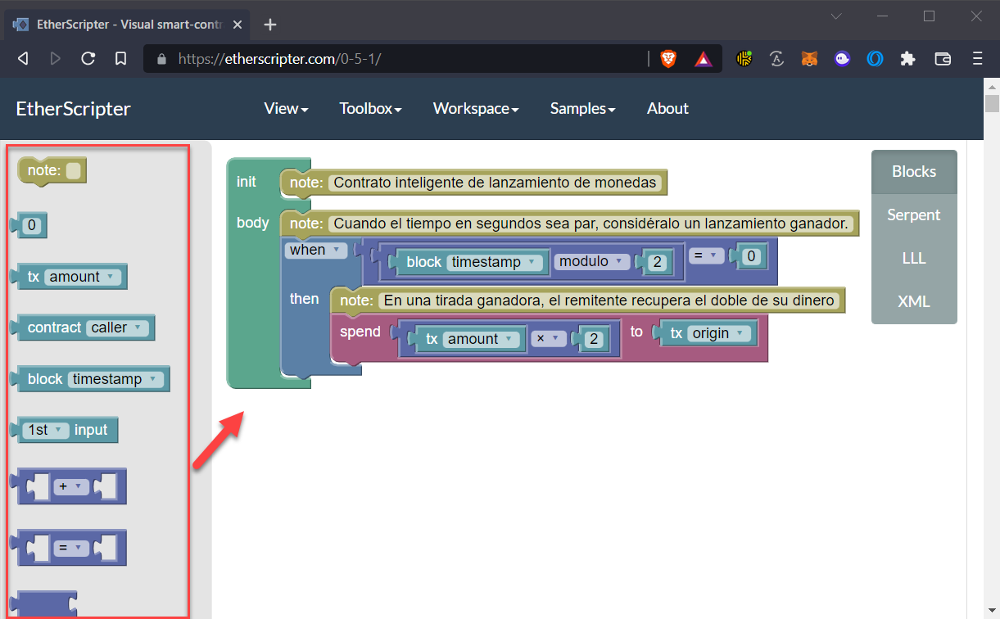 EtherScripter - Visual smart-contr
https://etherscripter.com/0-5-1/
EtherScripter View Toolbox Workspace Samples About
note:
0
tx amount
contract caller
block timestamp
1st input
+
=
init note: Contrato inteligente de lanzamiento de monedas
body note: Cuando el tiempo en segundos sea par, considéralo un lanzamiento ganador.
when block timestamp modulo 2 = 0
then note: En una tirada ganadora, el remitente recupera el doble de su dinero
spend tx amount × 2 to tx origin
Blocks
Serpent
LLL
XML